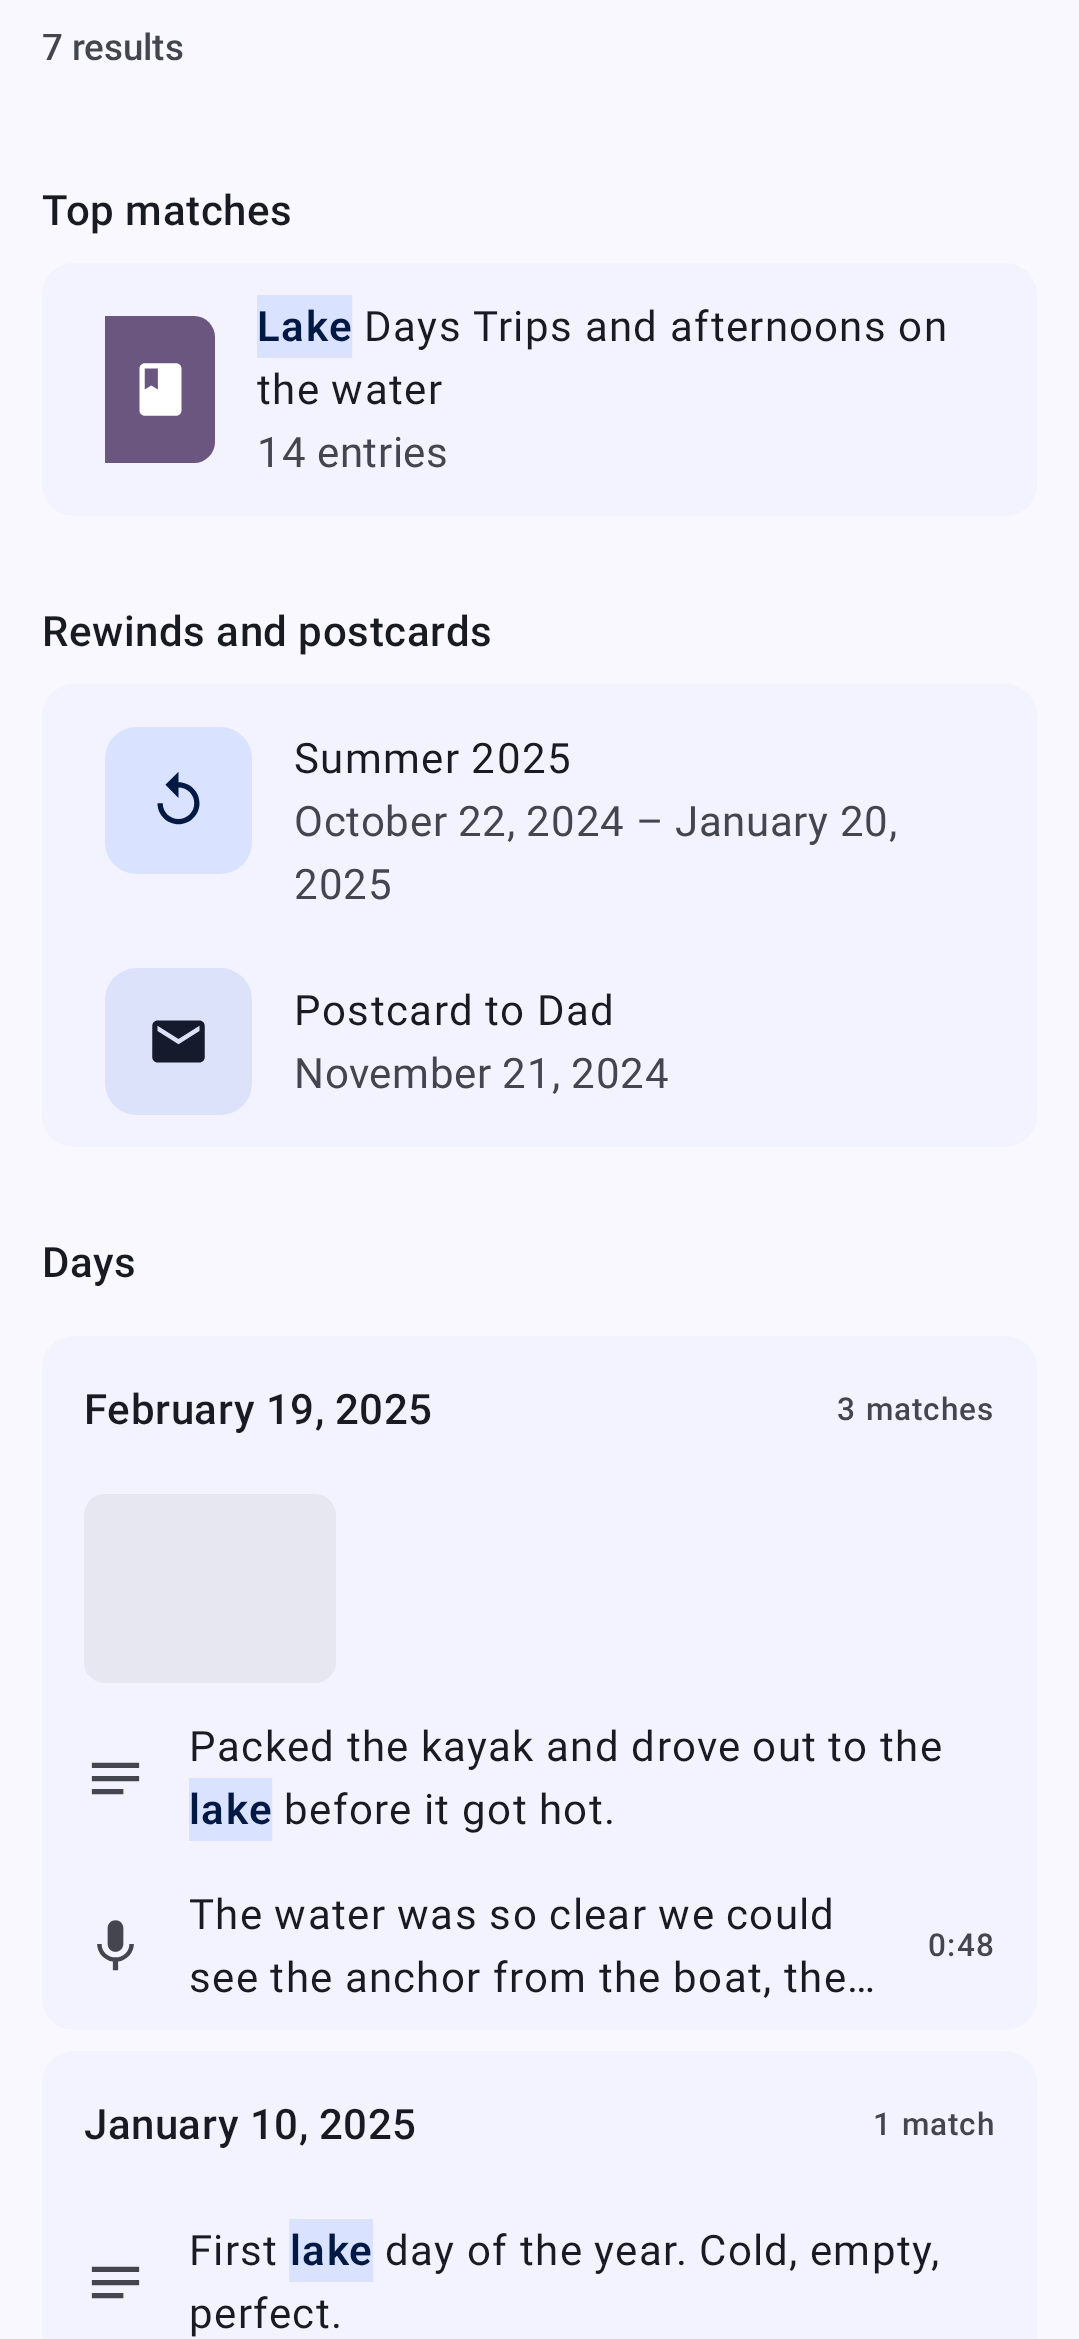 7 results
Top matches
Lake Days Trips and afternoons on
the water
14 entries
Rewinds and postcards
Summer 2025
October 22, 2024 – January 20,
2025
Postcard to Dad
November 21, 2024
Days
February 19, 2025 3 matches
Packed the kayak and drove out to the
lake before it got hot.
The water was so clear we could
see the anchor from the boat, the…
0:48
January 10, 2025 1 match
First lake day of the year. Cold, empty,
perfect.